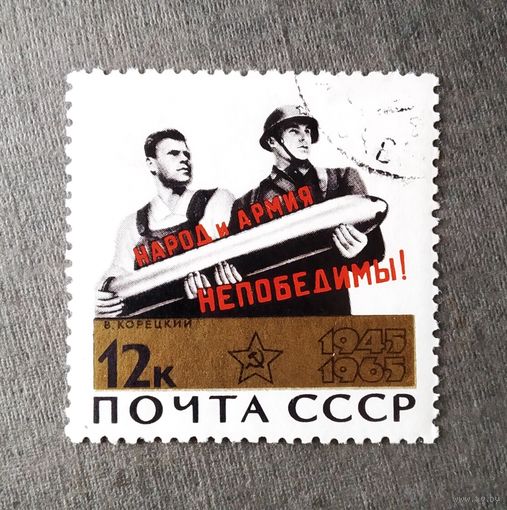 НАРОД и АРМИЯ
НЕПОБЕДИМЫ!
В. КОРЕЦКИЙ
12к
1945
1965
ПОЧТА СССР